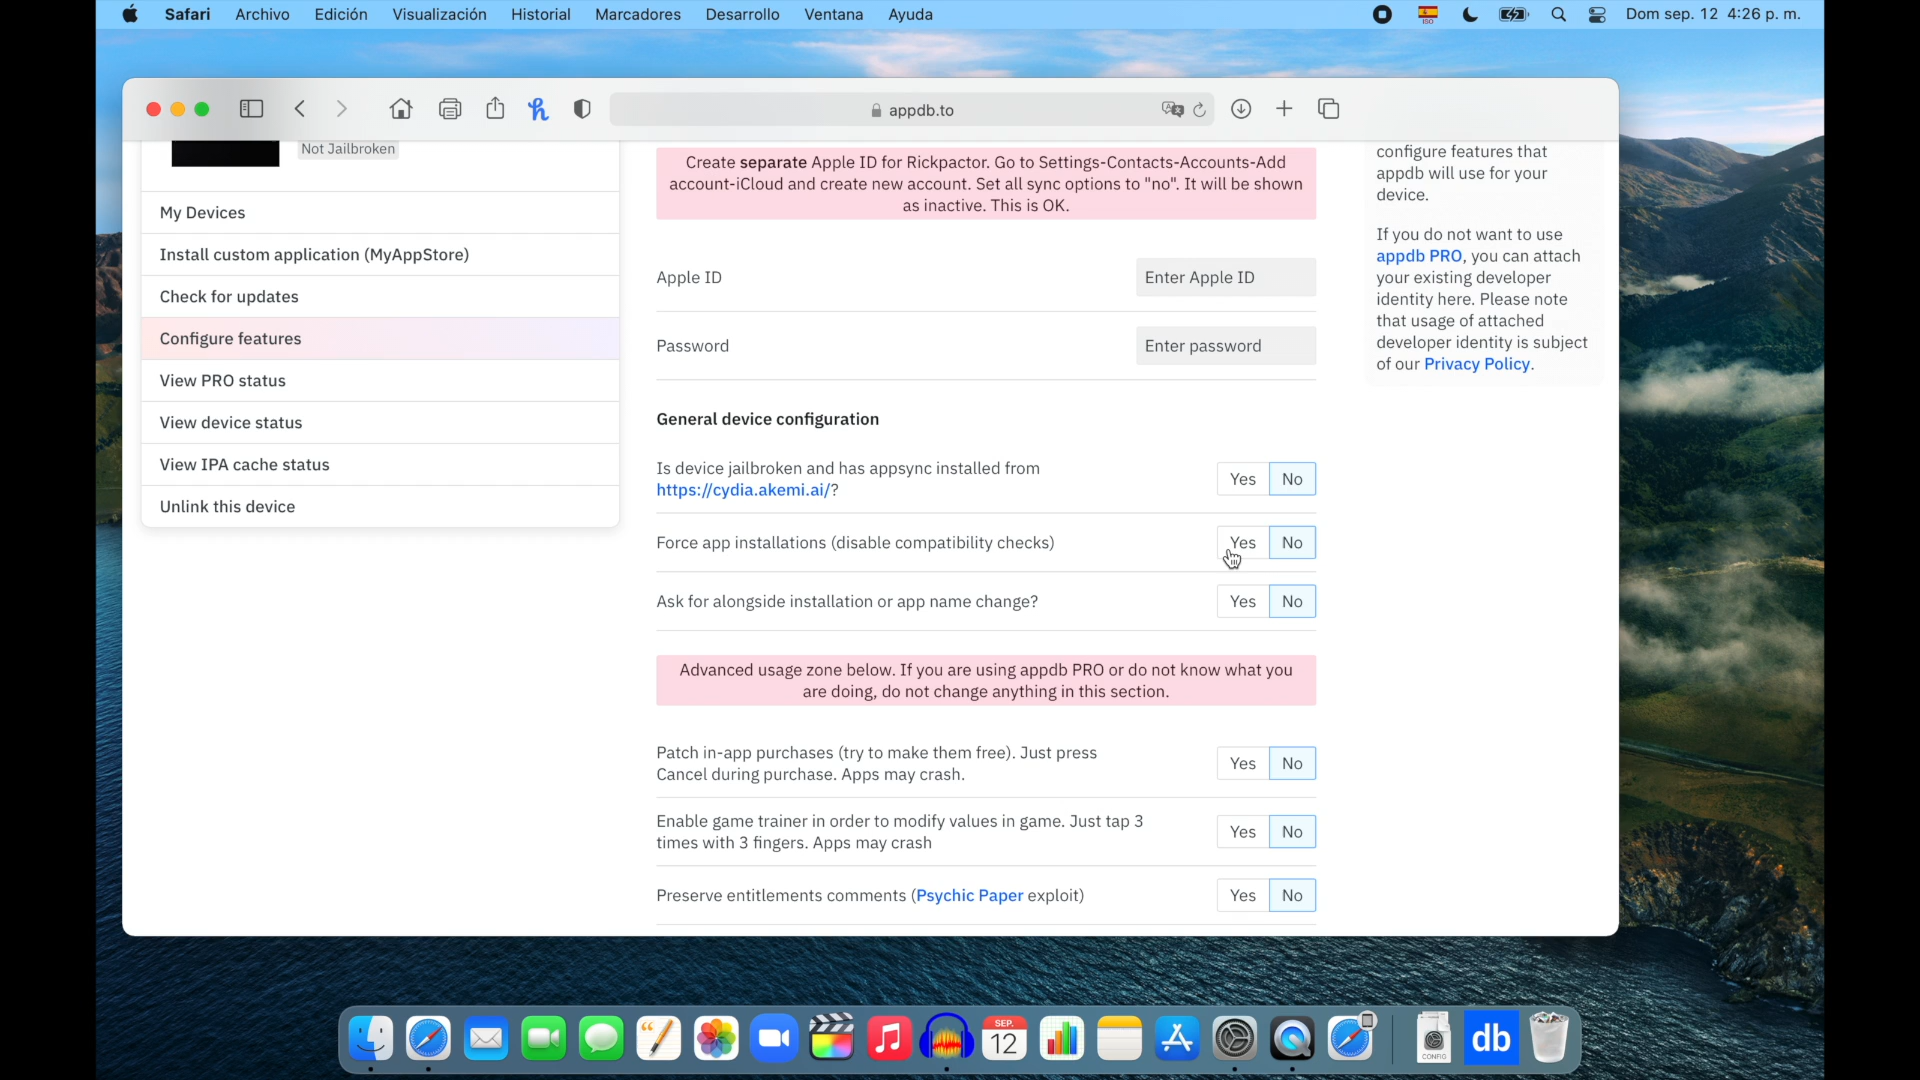 Safari Archivo Edición Visualización Historial Marcadores Desarrollo Ventana Ayuda
ISO
Dom sep. 12 4:26 p. m.
appdb.to
Not Jailbroken
My Devices
Install custom application (MyAppStore)
Check for updates
Configure features
View PRO status
View device status
View IPA cache status
Unlink this device
Create separate Apple ID for Rickpactor. Go to Settings-Contacts-Accounts-Add
account-iCloud and create new account. Set all sync options to "no". It will be shown
as inactive. This is OK.
Apple ID
Enter Apple ID
Password
Enter password
General device configuration
Is device jailbroken and has appsync installed from
https://cydia.akemi.ai/?
Yes No
Force app installations (disable compatibility checks)
Yes No
Ask for alongside installation or app name change?
Yes No
Advanced usage zone below. If you are using appdb PRO or do not know what you
are doing, do not change anything in this section.
Patch in-app purchases (try to make them free). Just press
Cancel during purchase. Apps may crash.
Yes No
Enable game trainer in order to modify values in game. Just tap 3
times with 3 fingers. Apps may crash
Yes No
Preserve entitlements comments (Psychic Paper exploit)
Yes No
configure features that
appdb will use for your
device.
If you do not want to use
appdb PRO, you can attach
your existing developer
identity here. Please note
that usage of attached
developer identity is subject
of our Privacy Policy.
SEP.
12
CONFIG
db